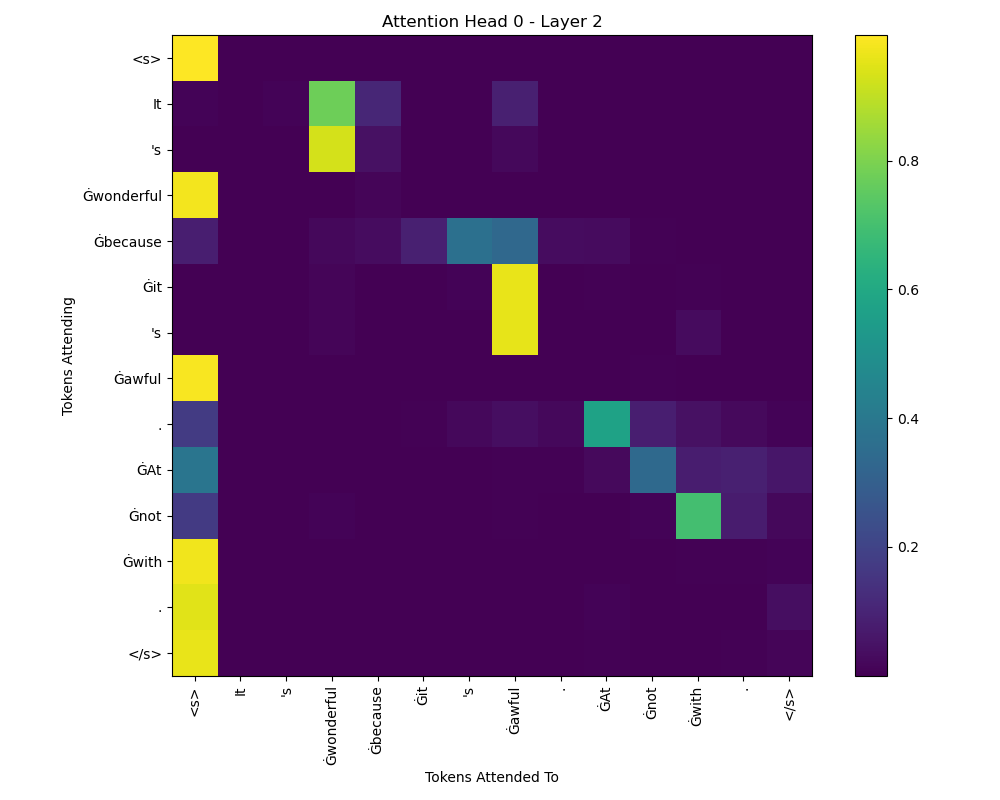 Attention Head 0 - Layer 2
Tokens Attending
<s>
It
's
Ġwonderful
Ġbecause
Ġit
's
Ġawful
.
ĠAt
Ġnot
Ġwith
.
</s>
<s>
It
's
Ġwonderful
Ġbecause
Ġit
's
Ġawful
.
ĠAt
Ġnot
Ġwith
.
</s>
Tokens Attended To
0.8
0.6
0.4
0.2